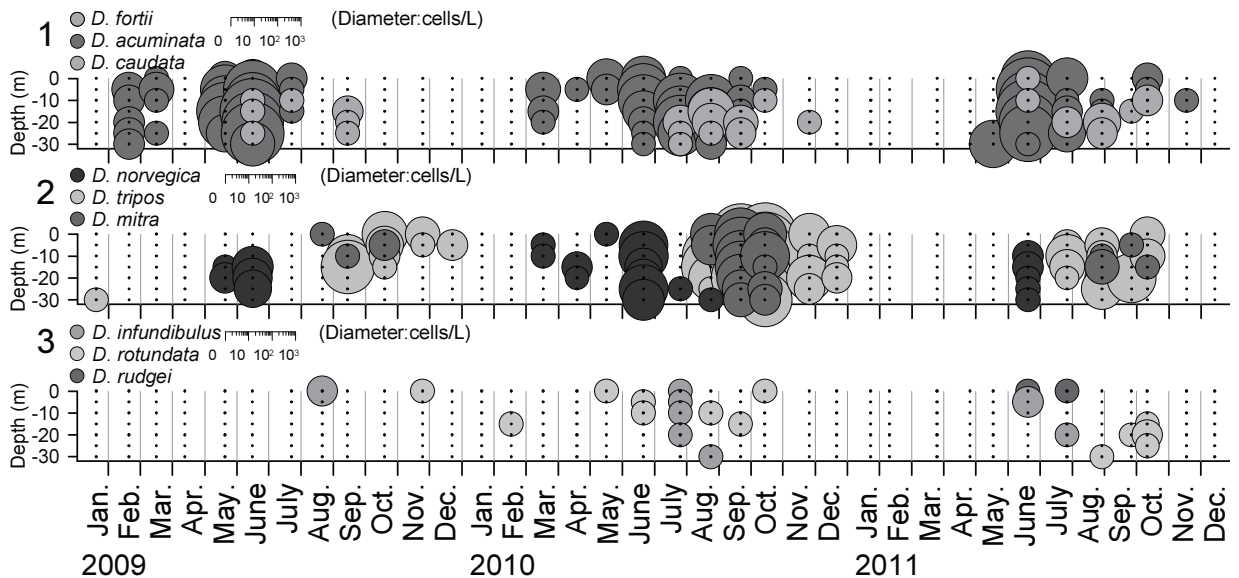 1
D. fortii
D. acuminata
D. caudata
(Diameter:cells/L)
0 10 10² 10³
Depth (m)
0
-10
-20
-30
2
D. norvegica
D. tripos
D. mitra
(Diameter:cells/L)
0 10 10² 10³
Depth (m)
0
-10
-20
-30
3
D. infundibulus
D. rotundata
D. rudgei
(Diameter:cells/L)
0 10 10² 10³
Depth (m)
0
-10
-20
-30
Jan. Feb. Mar. Apr. May. June July Aug. Sep. Oct. Nov. Dec. Jan. Feb. Mar. Apr. May. June July Aug. Sep. Oct. Nov. Dec. Jan. Feb. Mar. Apr. May. June July Aug. Sep. Oct. Nov. Dec.
2009 2010 2011